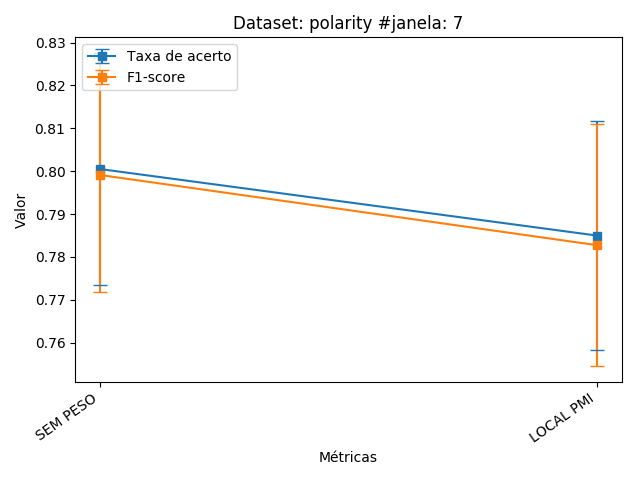 Dataset: polarity #janela: 7
Taxa de acerto
F1-score
0.83
0.82
0.81
0.80
0.79
0.78
0.77
0.76
Valor
SEM PESO
LOCAL PMI
Métricas